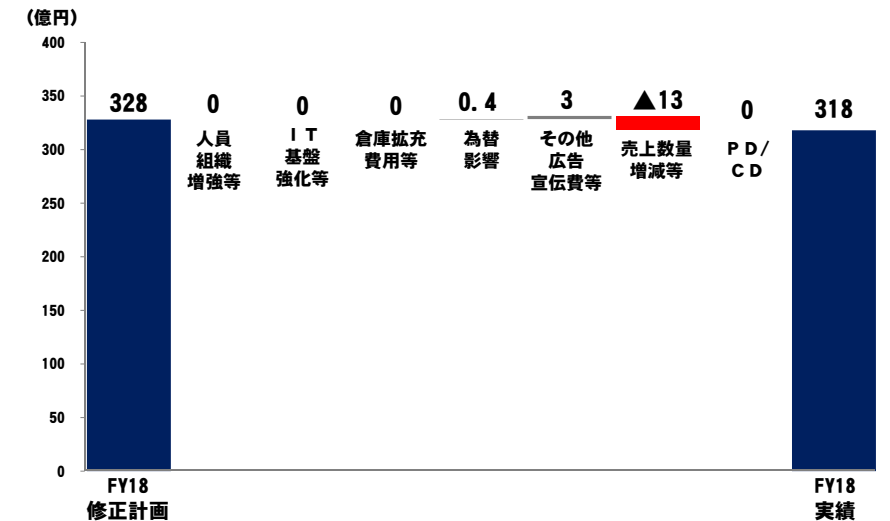 (億円)
400
350
300
250
200
150
100
50
0
328
FY18
修正計画
0
人員
組織
増強等
0
ＩＴ
基盤
強化等
0
倉庫拡充
費用等
0.4
為替
影響
3
その他
広告
宣伝費等
▲13
売上数量
増減等
0
ＰＤ/
ＣＤ
318
FY18
実績